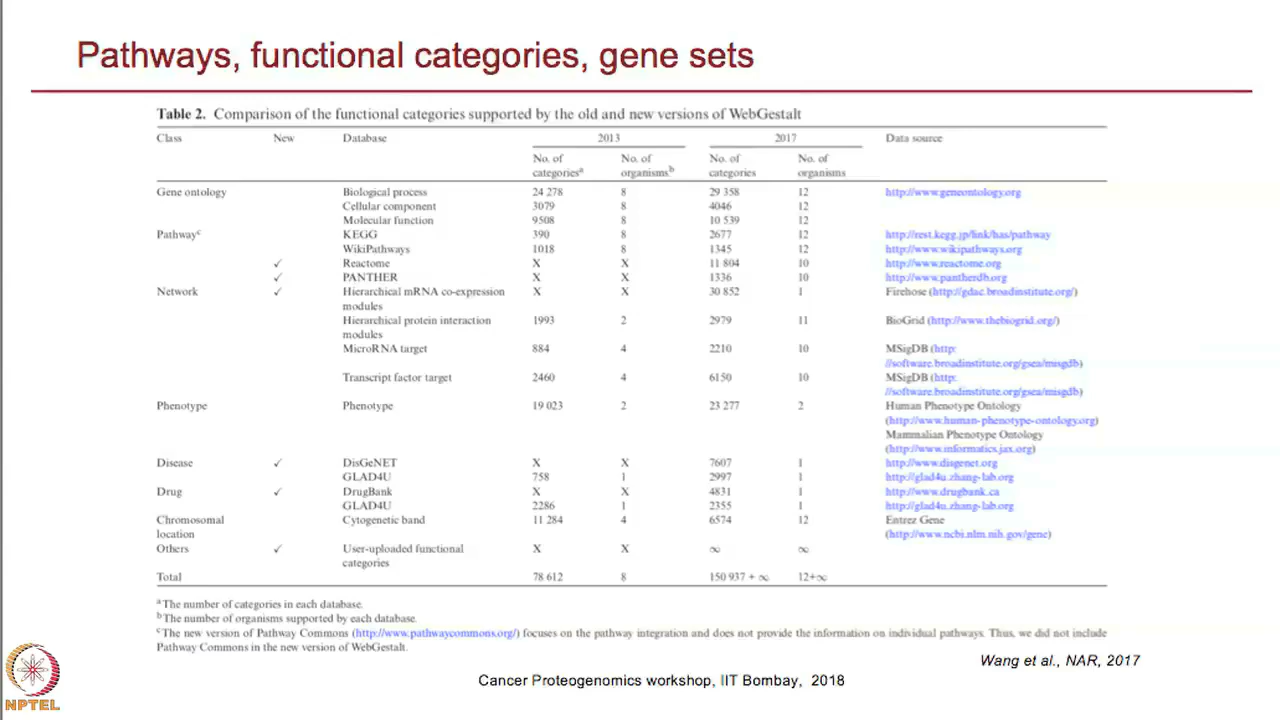 Pathways, functional categories, gene sets
Table 2. Comparison of the functional categories supported by the old and new versions of WebGestalt
Class New Database 2013 2017 Data source
No. of categoriesᵃ No. of organismsᵇ No. of categories No. of organisms
Gene ontology Biological process 24 278 8 29 358 12 http://www.geneontology.org
Cellular component 3079 8 4046 12
Molecular function 9508 8 10 539 12
Pathwayᶜ KEGG 390 8 2677 12 http://rest.kegg.jp/link/has/pathway
WikiPathways 1018 8 1345 12 http://www.wikipathways.org
✓ Reactome X X 11 804 10 http://www.reactome.org
✓ PANTHER X X 1336 10 http://www.pantherdb.org
Network ✓ Hierarchical mRNA co-expression X X 30 852 1 Firehose (http://gdac.broadinstitute.org/)
modules
Hierarchical protein interaction 1993 2 2979 11 BioGrid (http://www.thebiogrid.org/)
modules
MicroRNA target 884 4 2210 10 MSigDB (http:
//software.broadinstitute.org/gsea/misgdb)
Transcript factor target 2460 4 6150 10 MSigDB (http:
//software.broadinstitute.org/gsea/misgdb)
Phenotype Phenotype 19 023 2 23 277 2 Human Phenotype Ontology
(http://www.human-phenotype-ontology.org)
Mammalian Phenotype Ontology
(http://www.informatics.jax.org)
Disease ✓ DisGeNET X X 7607 1 http://www.disgenet.org
GLAD4U 758 1 2997 1 http://glad4u.zhang-lab.org
Drug ✓ DrugBank X X 4831 1 http://www.drugbank.ca
GLAD4U 2286 1 2355 1 http://glad4u.zhang-lab.org
Chromosomal Cytogenetic band 11 284 4 6574 12 Entrez Gene
location (http://www.ncbi.nlm.nih.gov/gene)
Others ✓ User-uploaded functional X X ∞ ∞
categories
Total 78 612 8 150 937 + ∞ 12+∞
ᵃThe number of categories in each database.
ᵇThe number of organisms supported by each database.
ᶜThe new version of Pathway Commons (http://www.pathwaycommons.org/) focuses on the pathway integration and does not provide the information on individual pathways. Thus, we did not include
Pathway Commons in the new version of WebGestalt.
Wang et al., NAR, 2017
Cancer Proteogenomics workshop, IIT Bombay, 2018
NPTEL